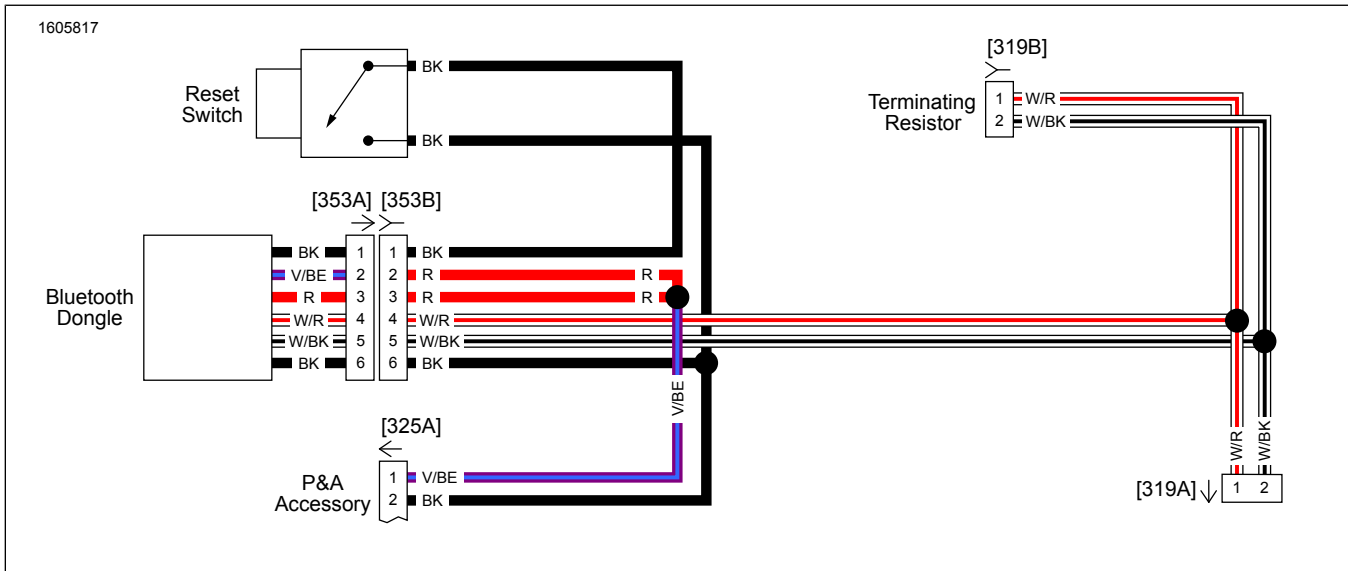 1605817
Reset
Switch
BK
BK
[319B]
Terminating
Resistor
1 W/R
2 W/BK
[353A] [353B]
Bluetooth
Dongle
BK 1 1 BK
V/BE 2 2 R R
R 3 3 R R
W/R 4 4 W/R
W/BK 5 5 W/BK
BK 6 6 BK
V/BE
[325A]
P&A
Accessory
1 V/BE
2 BK
W/R W/BK
[319A] 1 2